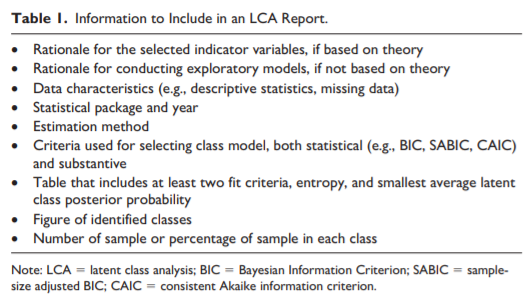 Table 1. Information to Include in an LCA Report.
• Rationale for the selected indicator variables, if based on theory
• Rationale for conducting exploratory models, if not based on theory
• Data characteristics (e.g., descriptive statistics, missing data)
• Statistical package and year
• Estimation method
• Criteria used for selecting class model, both statistical (e.g., BIC, SABIC, CAIC)
and substantive
• Table that includes at least two fit criteria, entropy, and smallest average latent
class posterior probability
• Figure of identified classes
• Number of sample or percentage of sample in each class
Note: LCA = latent class analysis; BIC = Bayesian Information Criterion; SABIC = sample-
size adjusted BIC; CAIC = consistent Akaike information criterion.